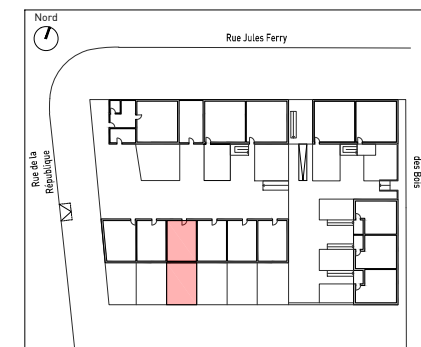 Nord
Rue Jules Ferry
Rue de la
République
des Bois